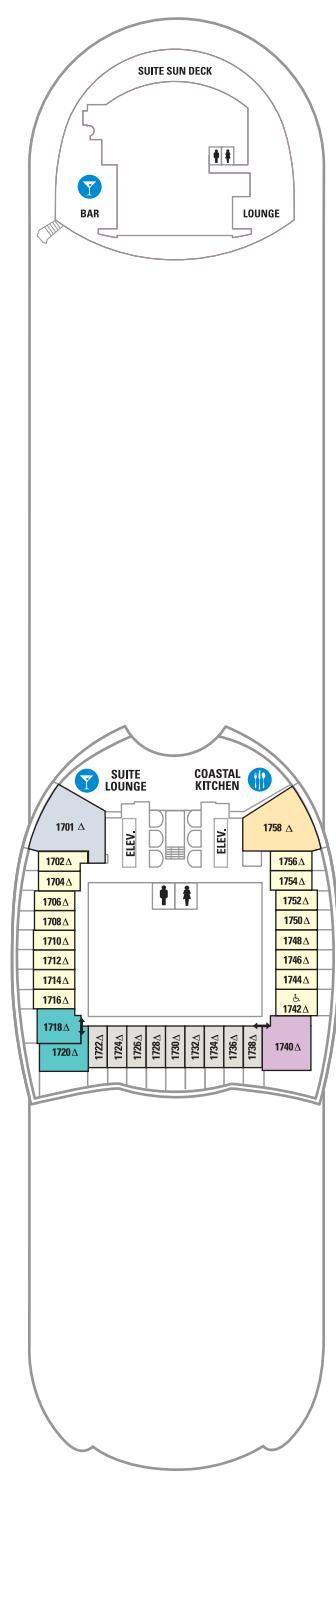 SUITE SUN DECK
BAR
LOUNGE
SUITE
LOUNGE
COASTAL
KITCHEN
1701 Δ
ELEV.
ELEV.
1758 Δ
1702 Δ
1704 Δ
1706 Δ
1708 Δ
1710 Δ
1712 Δ
1714 Δ
1716 Δ
1718 Δ
1720 Δ
1756 Δ
1754 Δ
1752 Δ
1750 Δ
1748 Δ
1746 Δ
1744 Δ
1742 Δ
1740 Δ
1722 Δ
1724 Δ
1726 Δ
1728 Δ
1730 Δ
1732 Δ
1734 Δ
1736 Δ
1738 Δ